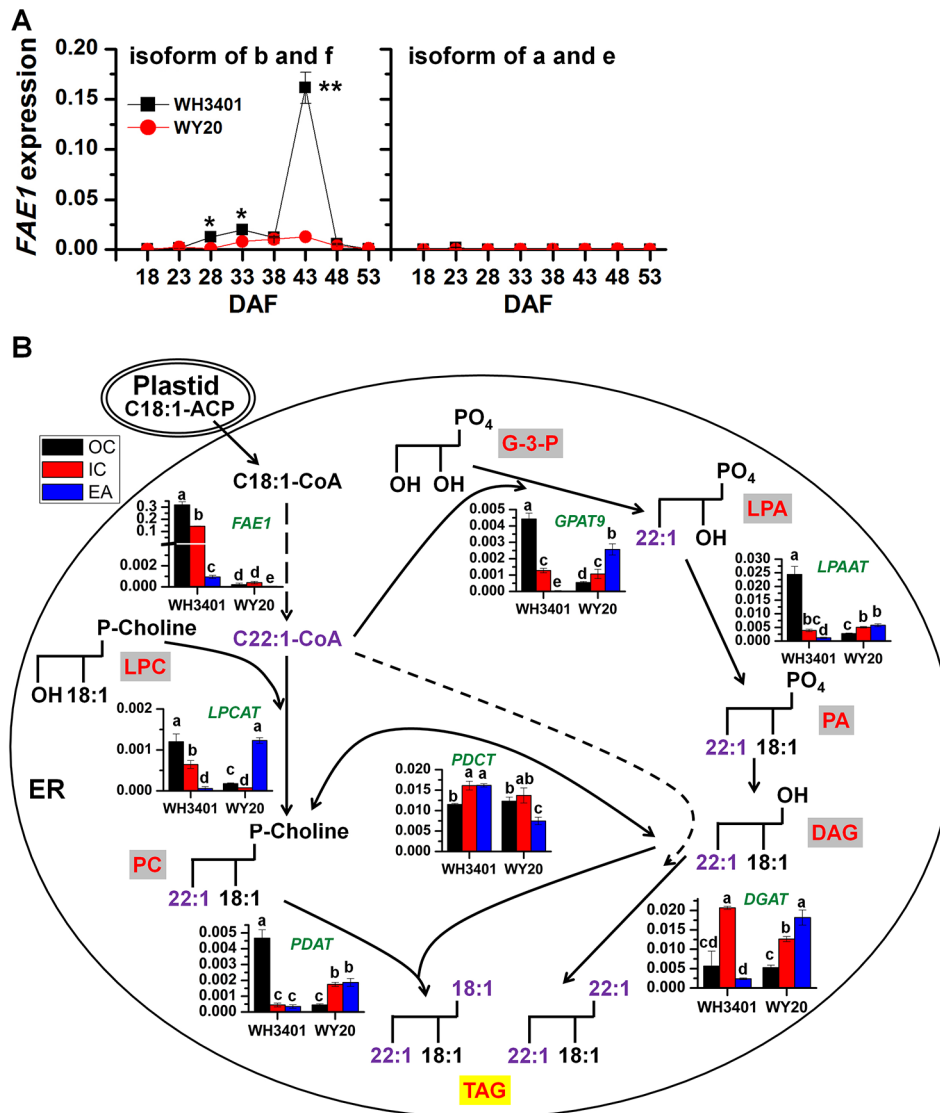 A
isoform of b and f
isoform of a and e
FAE1 expression
0.20
0.15
0.10
0.05
0.00
WH3401
WY20
*
*
**
18 23 28 33 38 43 48 53
18 23 28 33 38 43 48 53
DAF
DAF
B
Plastid
C18:1-ACP
OC
IC
EA
C18:1-CoA
FAE1
0.3
0.1
0.002
0.000
a b c d d e
WH3401 WY20
C22:1-CoA
PO4
OH OH
G-3-P
GPAT9
0.005
0.004
0.003
0.002
0.001
0.000
a c e d c b
WH3401 WY20
PO4
22:1 OH
LPA
LPAAT
0.030
0.025
0.020
0.015
0.010
0.005
0.000
a bc d c b b
WH3401 WY20
P-Choline
OH 18:1
LPC
LPCAT
0.002
0.001
0.000
a b d c d a
WH3401 WY20
ER
PO4
22:1 18:1
PA
PDCT
0.020
0.015
0.010
0.005
0.000
b a a b ab c
WH3401 WY20
P-Choline
PC
22:1 18:1
OH
22:1 18:1
DAG
DGAT
0.020
0.015
0.010
0.005
0.000
cd a d c b a
WH3401 WY20
PDAT
0.005
0.004
0.003
0.002
0.001
0.000
a c c c b b
WH3401 WY20
18:1
22:1 18:1
22:1
22:1 18:1
TAG